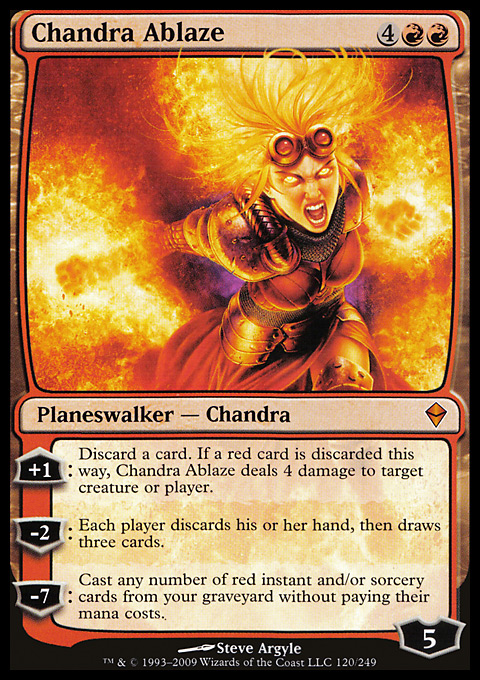 Chandra Ablaze 4
Planeswalker — Chandra
+1: Discard a card. If a red card is discarded this
way, Chandra Ablaze deals 4 damage to target
creature or player.
-2: Each player discards his or her hand, then draws
three cards.
-7: Cast any number of red instant and/or sorcery
cards from your graveyard without paying their
mana costs.
5
Steve Argyle
™ & © 1993–2009 Wizards of the Coast LLC 120/249